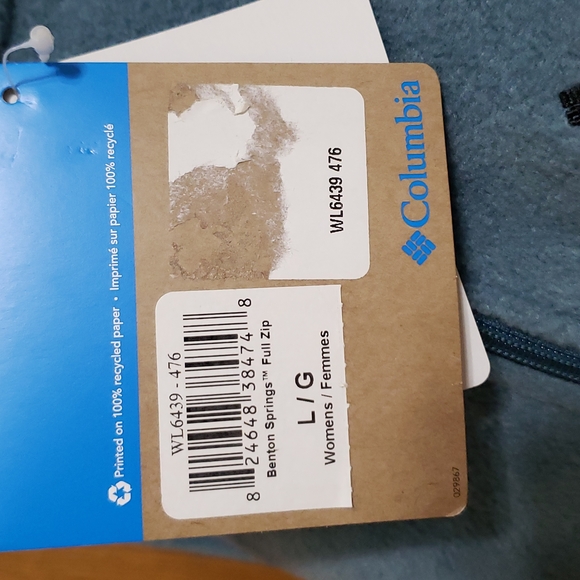 Printed on 100% recycled paper • Imprimé sur papier 100% recyclé
WL6439 476
Columbia
WL6439 - 476
8 24648 38474 8
Benton Springs™ Full Zip
L / G
Womens / Femmes
029867